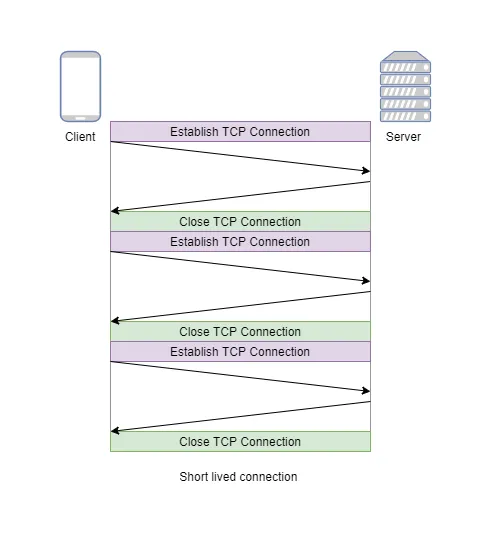 Client
Server
Establish TCP Connection
Close TCP Connection
Establish TCP Connection
Close TCP Connection
Establish TCP Connection
Close TCP Connection
Short lived connection